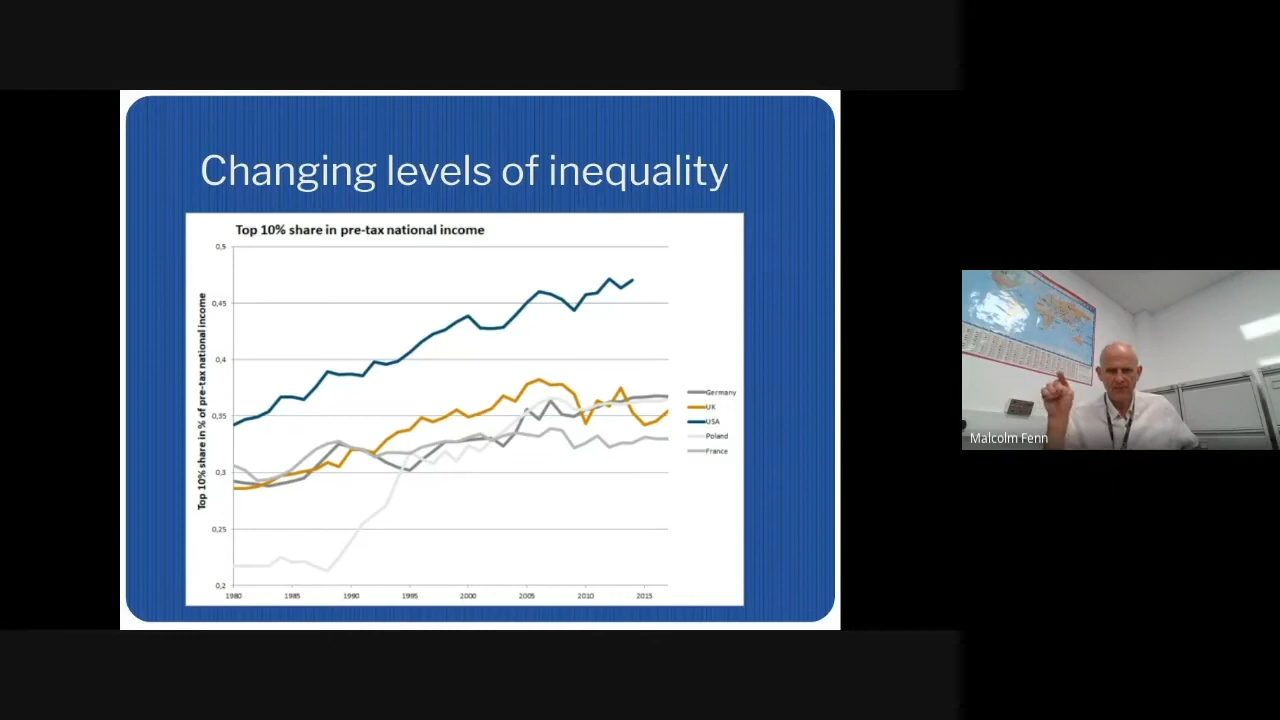 Changing levels of inequality
Top 10% share in pre-tax national income
Top 10% share in % of pre-tax national income
0,5
0,45
0,4
0,35
0,3
0,25
0,2
1980 1985 1990 1995 2000 2005 2010 2015
Germany
UK
USA
Poland
France
Malcolm Fenn